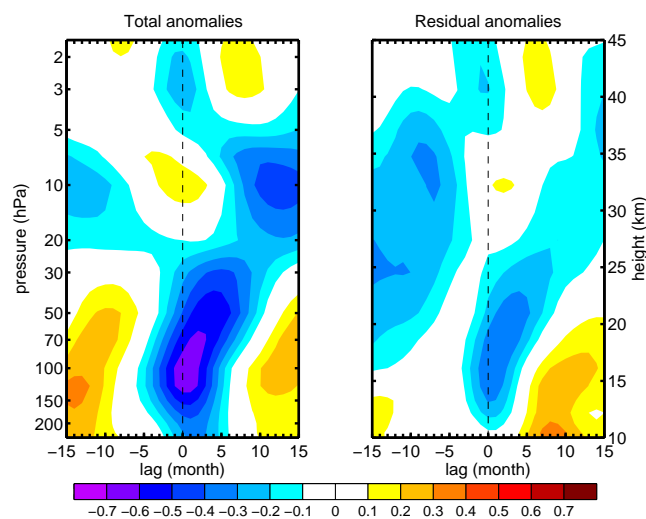 Total anomalies
Residual anomalies
pressure (hPa)
2
3
5
10
20
30
50
70
100
150
200
45
40
35
30
25
20
15
10
height (km)
−15 −10 −5 0 5 10 15
−15 −10 −5 0 5 10 15
lag (month)
lag (month)
−0.7 −0.6 −0.5 −0.4 −0.3 −0.2 −0.1 0 0.1 0.2 0.3 0.4 0.5 0.6 0.7